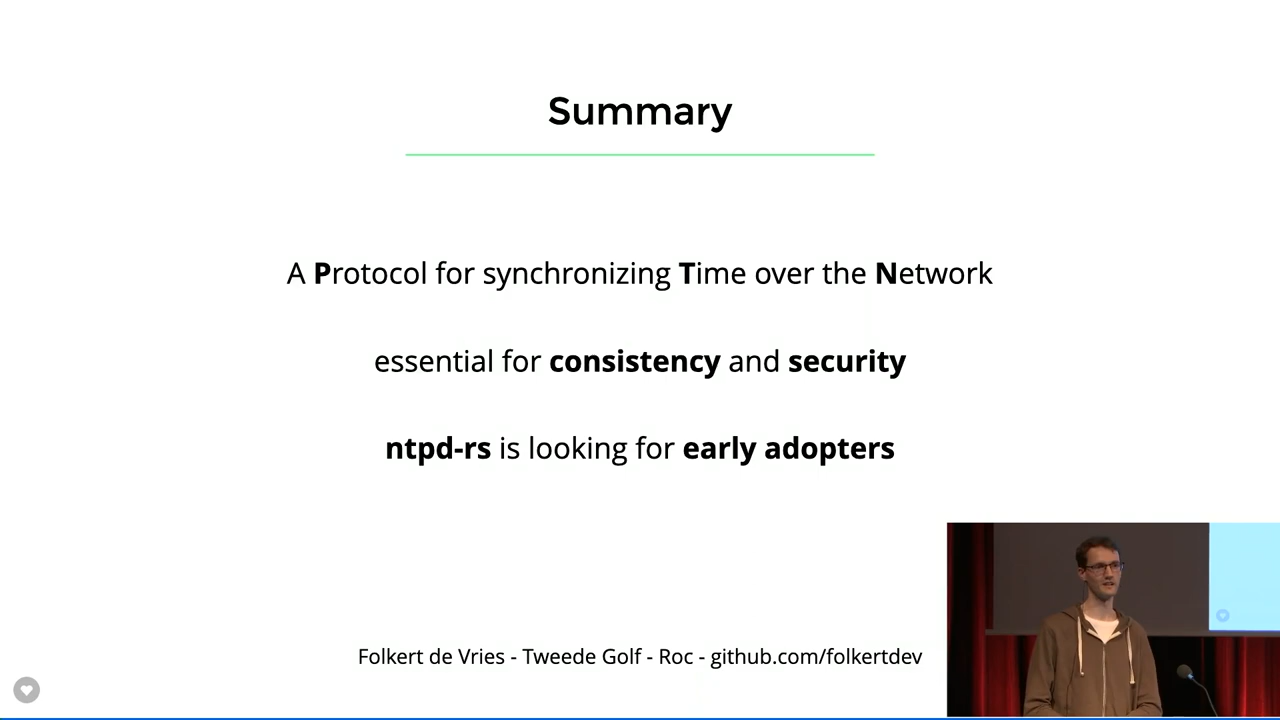 Summary
A Protocol for synchronizing Time over the Network
essential for consistency and security
ntpd-rs is looking for early adopters
Folkert de Vries - Tweede Golf - Roc - github.com/folkertdev